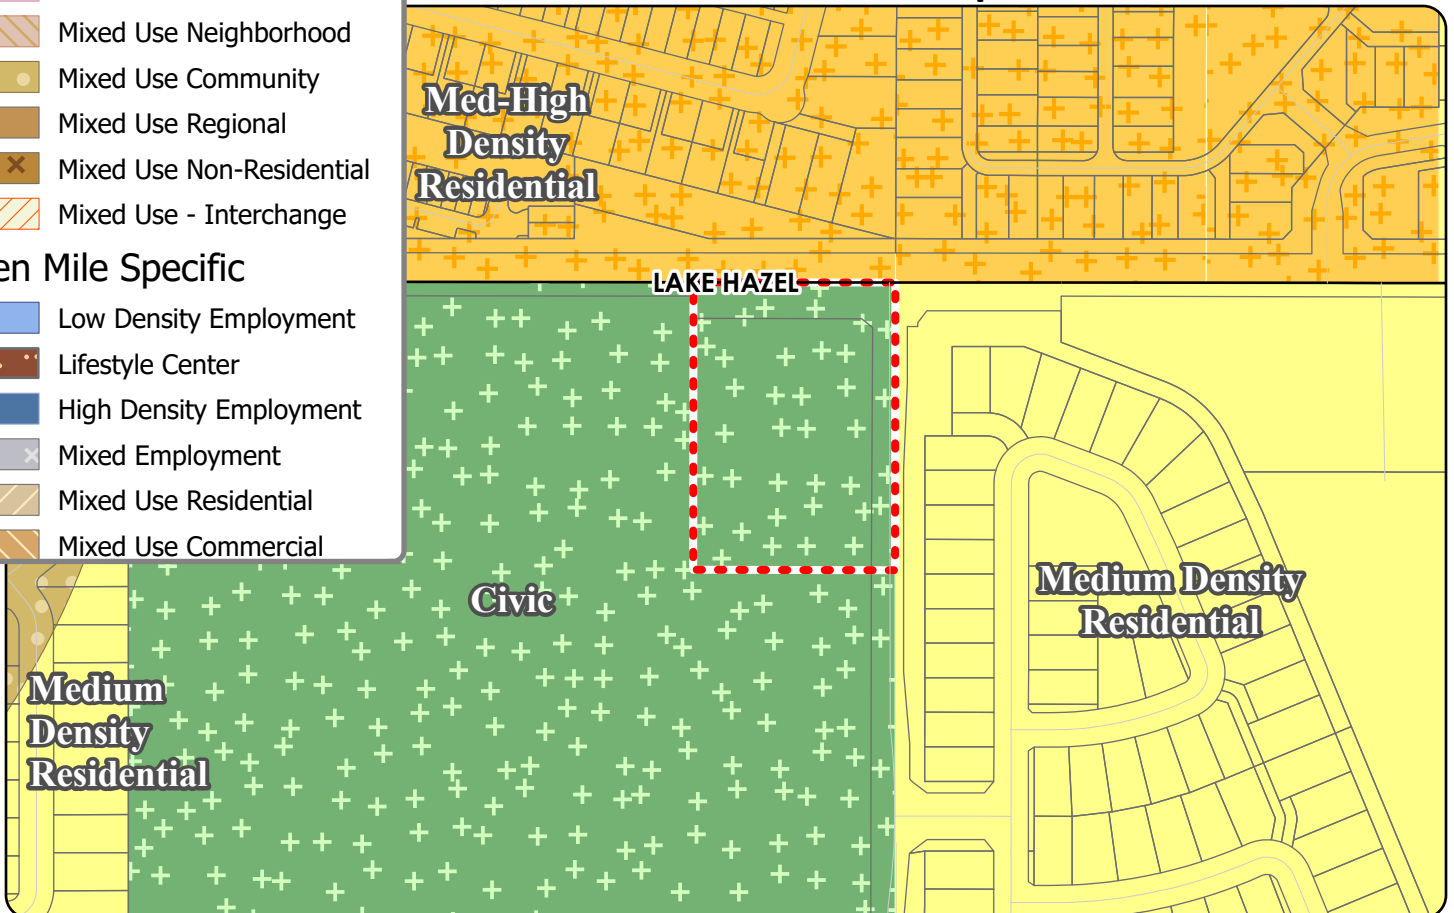 Mixed Use Neighborhood
Mixed Use Community
Mixed Use Regional
Mixed Use Non-Residential
Mixed Use - Interchange
en Mile Specific
Low Density Employment
Lifestyle Center
High Density Employment
Mixed Employment
Mixed Use Residential
Mixed Use Commercial
Med-High
Density
Residential
LAKE HAZEL
Civic
Medium Density
Residential
Medium
Density
Residential